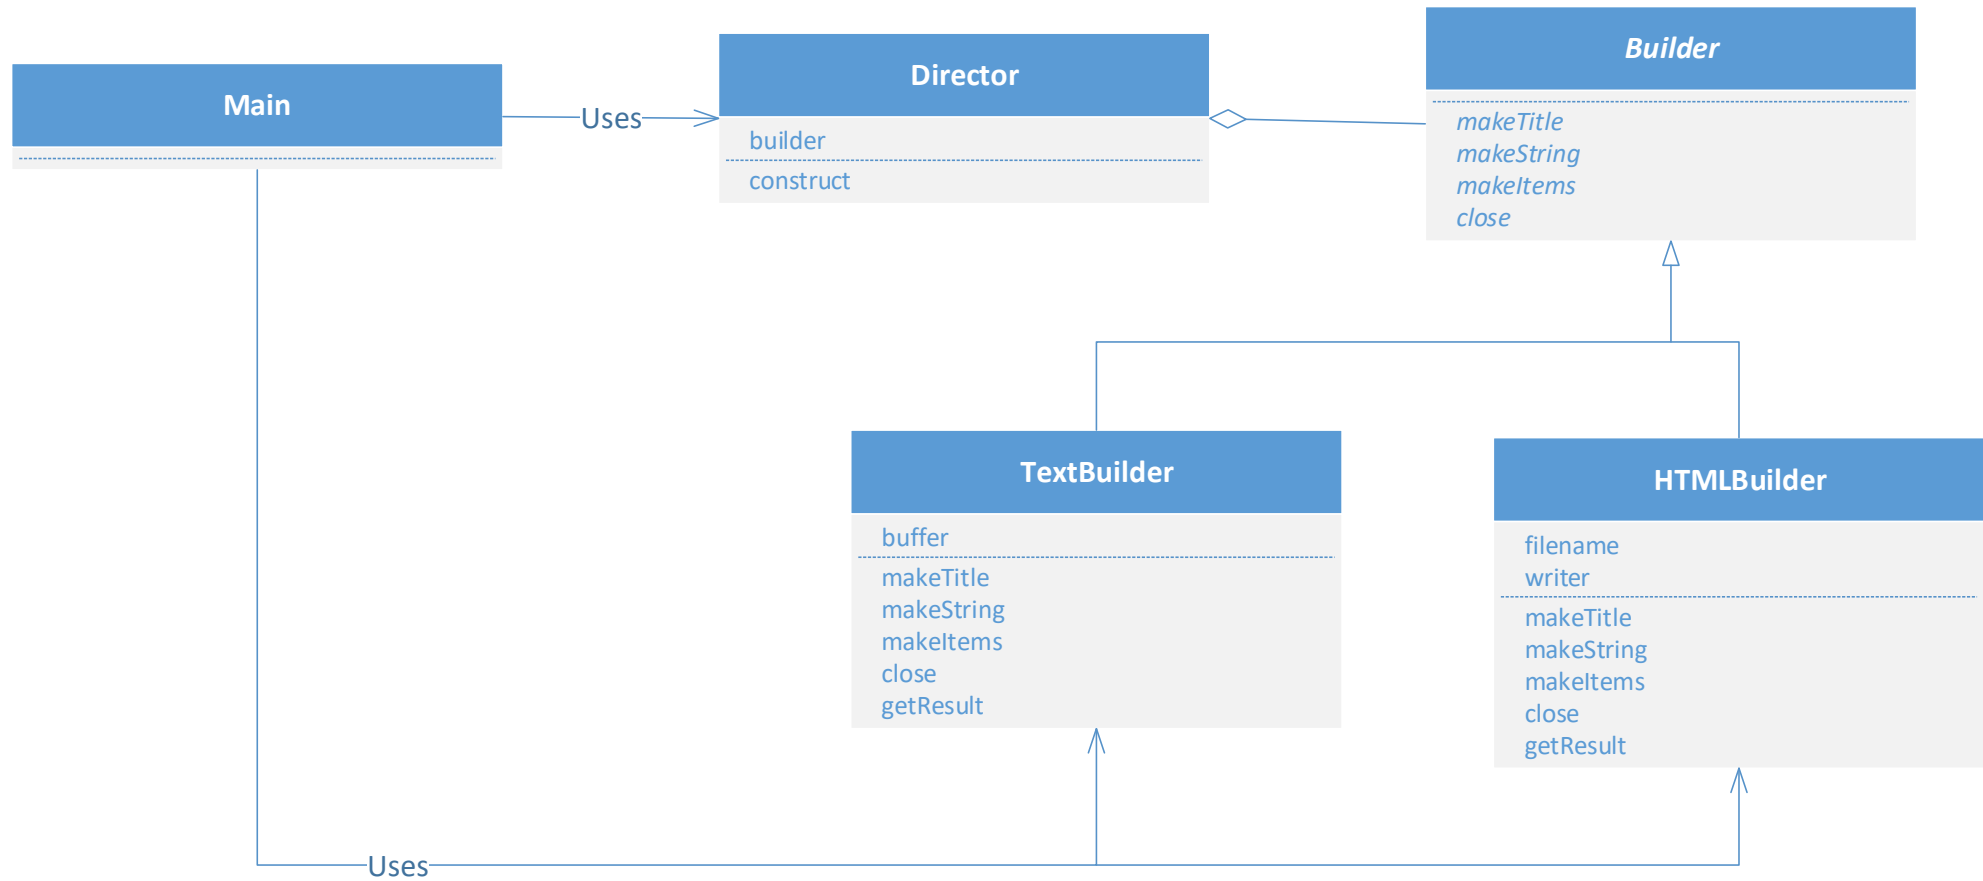 Main
Uses
Director
builder
construct
Builder
makeTitle
makeString
makeItems
close
TextBuilder
buffer
makeTitle
makeString
makeItems
close
getResult
HTMLBuilder
filename
writer
makeTitle
makeString
makeItems
close
getResult
Uses